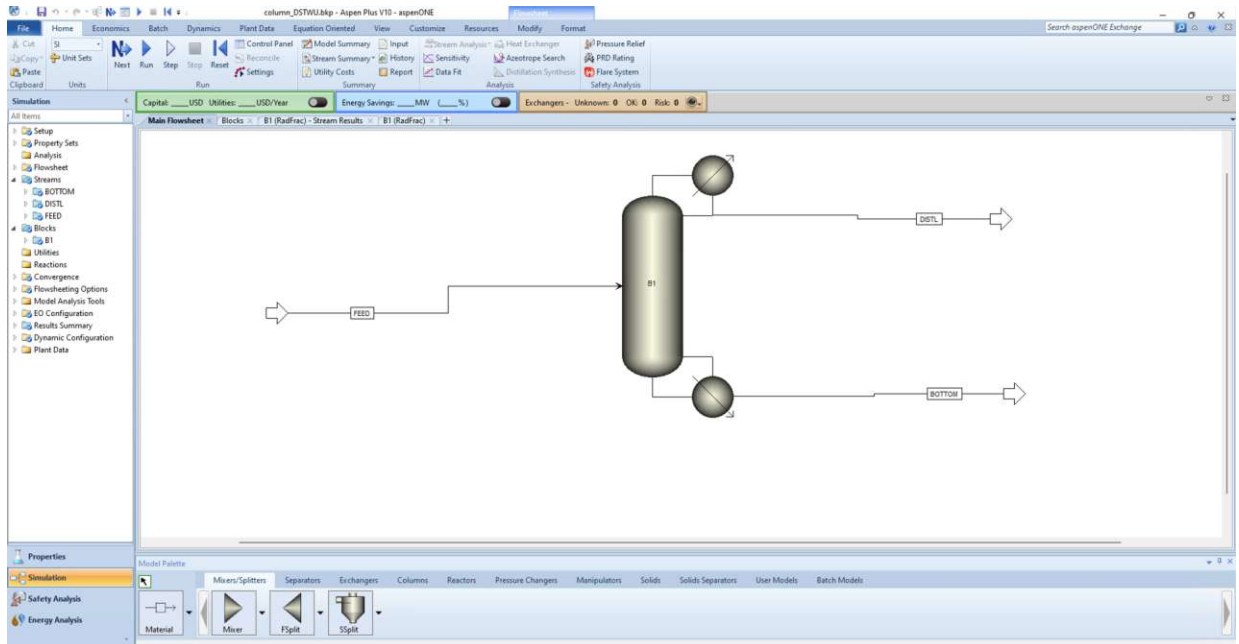 column_DSTWU.bkp - Aspen Plus V10 - aspenONE
Flowsheet
File Home Economics Batch Dynamics Plant Data Equation Oriented View Customize Resources Modify Format
Search aspenONE Exchange
Cut SI Control Panel Model Summary Input Stream Analysis Heat Exchanger Pressure Relief
Copy Unit Sets Reconcile Stream Summary History Sensitivity Azeotrope Search PRD Rating
Paste Next Run Step Stop Reset Settings Utility Costs Report Data Fit Distillation Synthesis Flare System
Clipboard Units Run Summary Analysis Safety Analysis
Simulation Capital: ____USD Utilities: ____USD/Year Energy Savings: ____MW (____%) Exchangers - Unknown: 0 OK: 0 Risk: 0
All Items Main Flowsheet Blocks B1 (RadFrac) - Stream Results B1 (RadFrac) +
Setup
Property Sets
Analysis
Flowsheet
Streams
BOTTOM
DISTL
FEED
Blocks
B1
Utilities
Reactions
Convergence
Flowsheeting Options
Model Analysis Tools
EO Configuration
Results Summary
Dynamic Configuration
Plant Data
DISTL
B1
FEED
BOTTOM
Properties
Simulation
Safety Analysis
Energy Analysis
Model Palette
Mixers/Splitters Separators Exchangers Columns Reactors Pressure Changers Manipulators Solids Solids Separators User Models Batch Models
Material Mixer FSplit SSplit